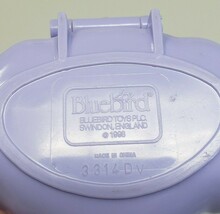 Bluebird®
BLUEBIRD TOYS PLC.
SWINDON, ENGLAND
© 1996
MADE IN CHINA